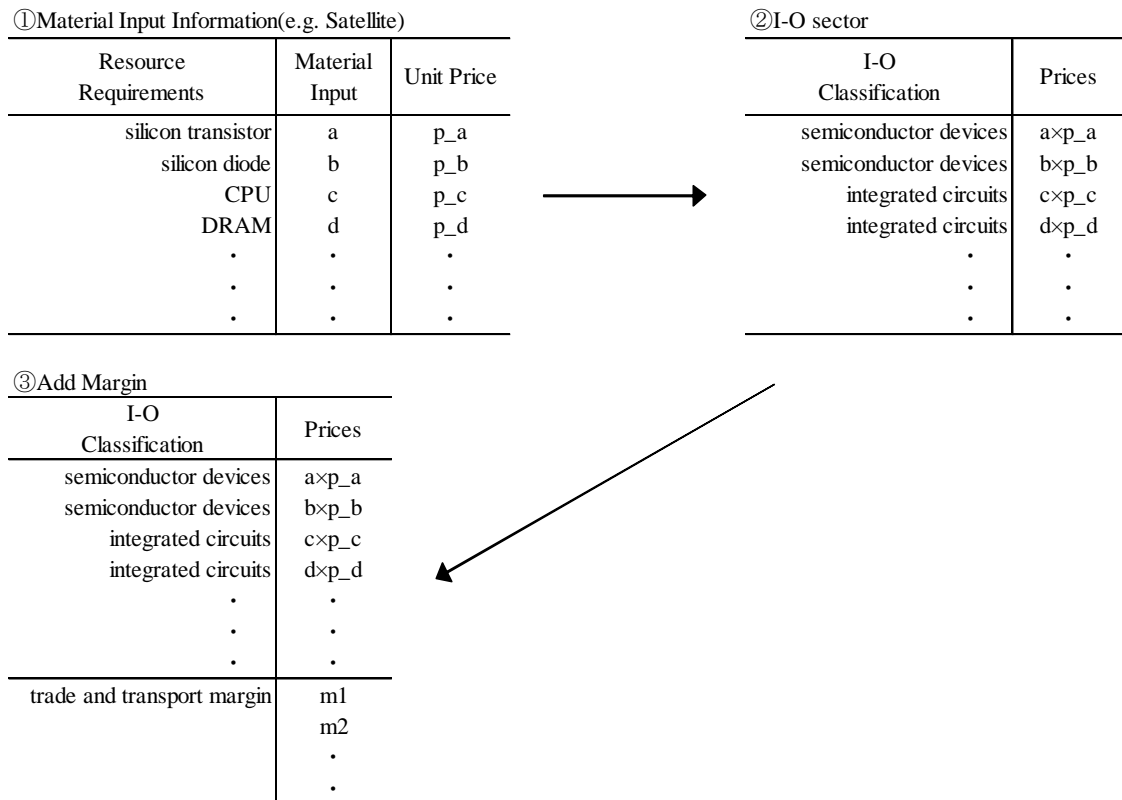 ①Material Input Information(e.g. Satellite)
Resource Requirements Material Input Unit Price
silicon transistor a p_a
silicon diode b p_b
CPU c p_c
DRAM d p_d
・ ・ ・
・ ・ ・
・ ・ ・
②I-O sector
I-O Classification Prices
semiconductor devices a×p_a
semiconductor devices b×p_b
integrated circuits c×p_c
integrated circuits d×p_d
・ ・
・ ・
・ ・
③Add Margin
I-O Classification Prices
semiconductor devices a×p_a
semiconductor devices b×p_b
integrated circuits c×p_c
integrated circuits d×p_d
・ ・
・ ・
・ ・
trade and transport margin m1
m2
・
・